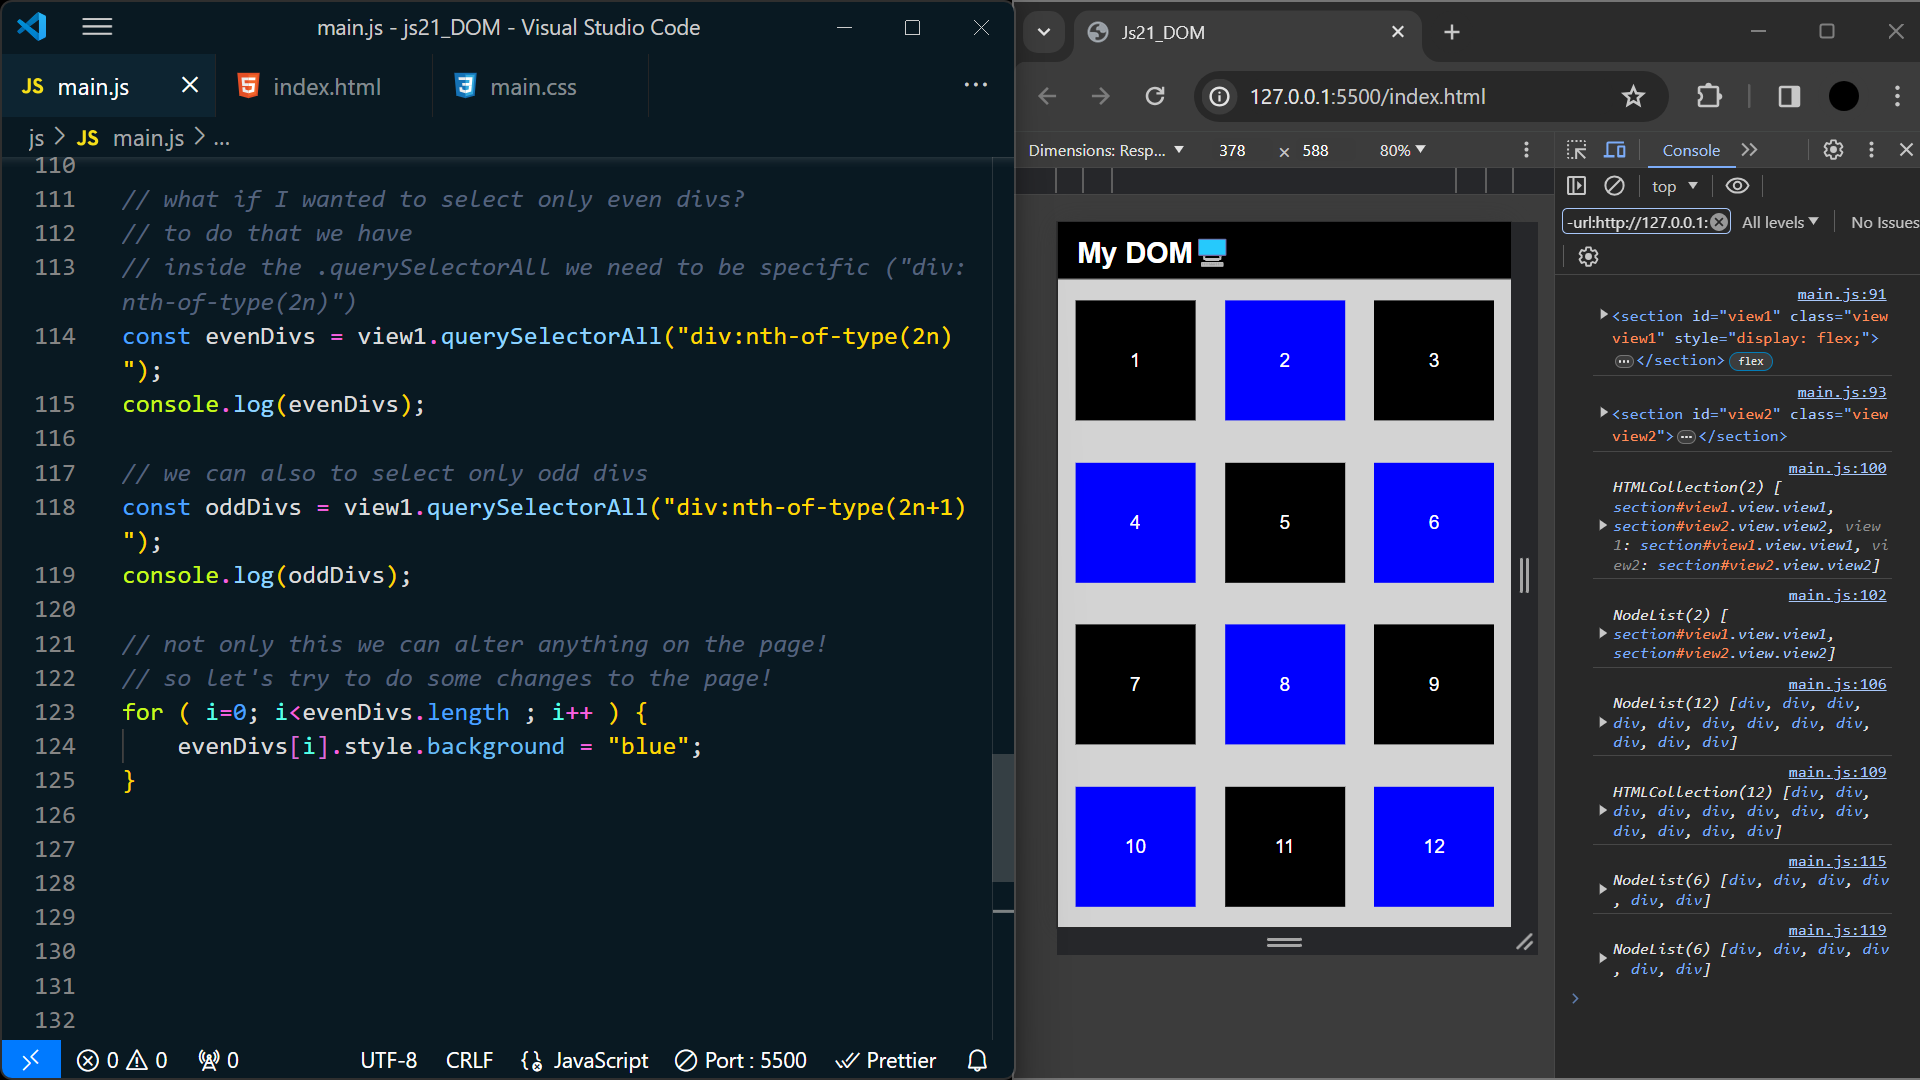 main.js - js21_DOM - Visual Studio Code
JS main.js
index.html
main.css
js > JS main.js > ...
110
111 // what if I wanted to select only even divs?
112 // to do that we have
113 // inside the .querySelectorAll we need to be specific ("div:
nth-of-type(2n)")
114 const evenDivs = view1.querySelectorAll("div:nth-of-type(2n)
");
115 console.log(evenDivs);
116
117 // we can also to select only odd divs
118 const oddDivs = view1.querySelectorAll("div:nth-of-type(2n+1)
");
119 console.log(oddDivs);
120
121 // not only this we can alter anything on the page!
122 // so let's try to do some changes to the page!
123 for ( i=0; i<evenDivs.length ; i++ ) {
124 evenDivs[i].style.background = "blue";
125 }
126
127
128
129
130
131
132
0 0 0 UTF-8 CRLF JavaScript Port : 5500 Prettier
Js21_DOM
127.0.0.1:5500/index.html
Dimensions: Resp... 378 × 588 80%
My DOM
1 2 3
4 5 6
7 8 9
10 11 12
Console
top
-url:http://127.0.0.1: All levels No Issues
main.js:91
<section id="view1" class="view
view1" style="display: flex;">
… </section> flex
main.js:93
<section id="view2" class="view
view2"> … </section>
main.js:100
HTMLCollection(2) [
section#view1.view.view1,
section#view2.view.view2, view
1: section#view1.view.view1, vi
ew2: section#view2.view.view2]
main.js:102
NodeList(2) [
section#view1.view.view1,
section#view2.view.view2]
main.js:106
NodeList(12) [div, div, div,
div, div, div, div, div, div,
div, div, div]
main.js:109
HTMLCollection(12) [div, div,
div, div, div, div, div, div,
div, div, div, div]
main.js:115
NodeList(6) [div, div, div, div
, div, div]
main.js:119
NodeList(6) [div, div, div, div
, div, div]